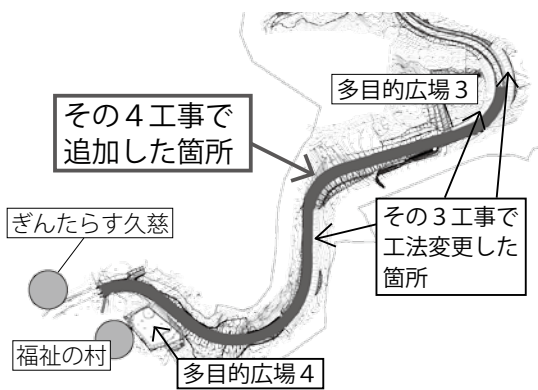 多目的広場３
その４工事で
追加した箇所
その３工事で
工法変更した
箇所
ぎんたらす久慈
福祉の村
多目的広場４